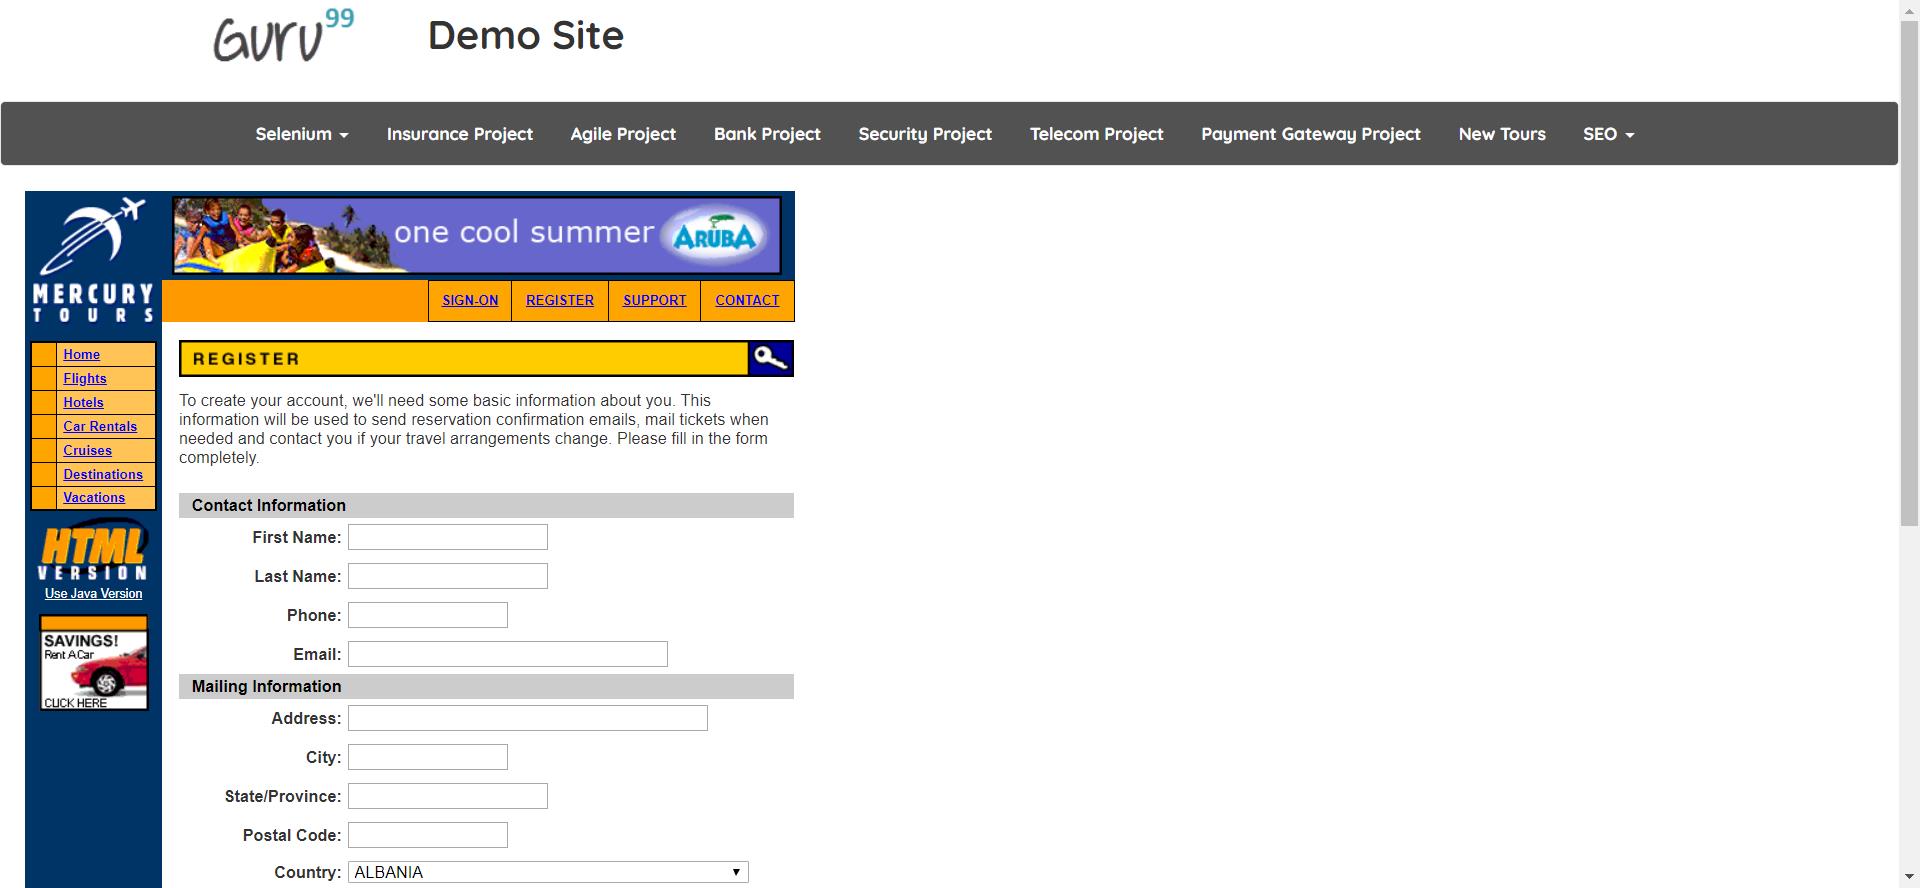 Guru99
Demo Site
Selenium Insurance Project Agile Project Bank Project Security Project Telecom Project Payment Gateway Project New Tours SEO
one cool summer ARUBA
MERCURY
TOURS
SIGN-ON REGISTER SUPPORT CONTACT
Home
Flights
Hotels
Car Rentals
Cruises
Destinations
Vacations
HTML
VERSION
Use Java Version
SAVINGS!
Rent A Car
CLICK HERE
REGISTER
To create your account, we'll need some basic information about you. This
information will be used to send reservation confirmation emails, mail tickets when
needed and contact you if your travel arrangements change. Please fill in the form
completely.
Contact Information
First Name:
Last Name:
Phone:
Email:
Mailing Information
Address:
City:
State/Province:
Postal Code:
Country: ALBANIA